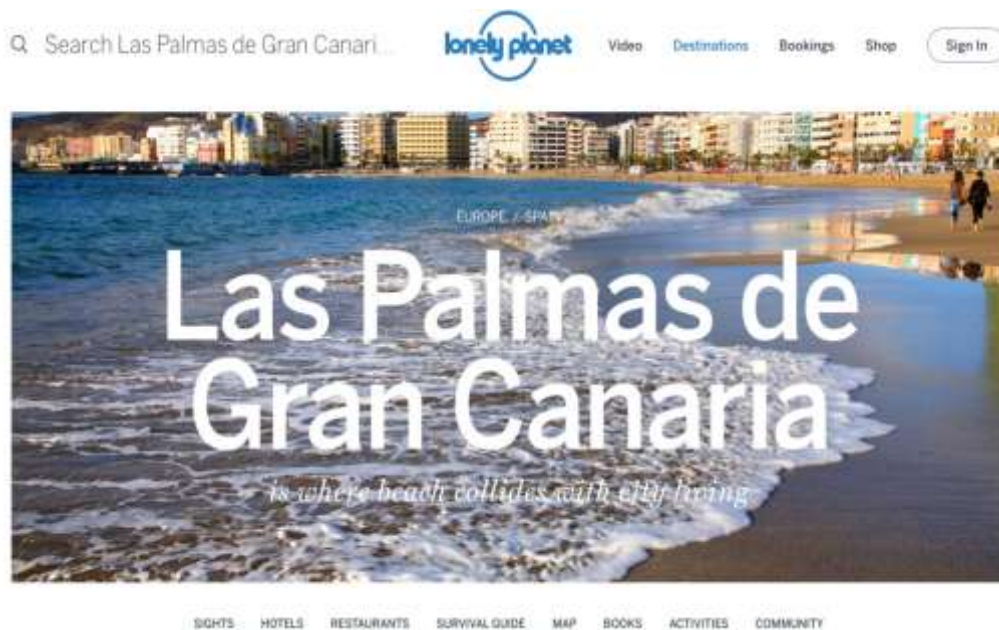 Search Las Palmas de Gran Canari...
lonely planet
Video Destinations Bookings Shop Sign In
EUROPE / SPAIN
Las Palmas de
Gran Canaria
is where beach collides with city living
SIGHTS HOTELS RESTAURANTS SURVIVAL GUIDE MAP BOOKS ACTIVITIES COMMUNITY